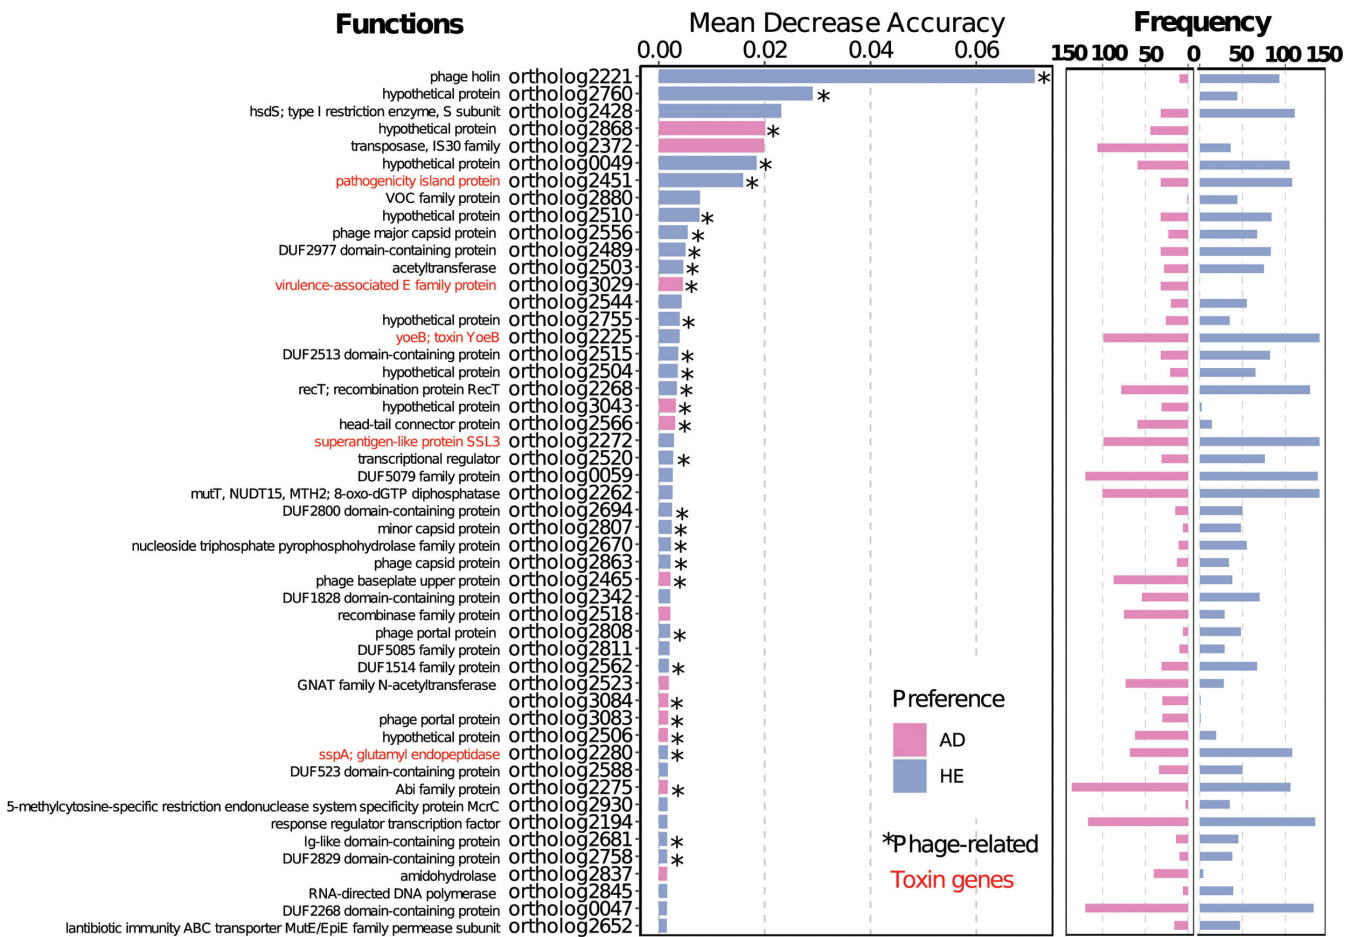 Functions Mean Decrease Accuracy Frequency
0.00 0.02 0.04 0.06 150 100 50 0 0 50 100 150
phage holin ortholog2221 *
hypothetical protein ortholog2760 *
hsdS; type I restriction enzyme, S subunit ortholog2428
hypothetical protein ortholog2868 *
transposase, IS30 family ortholog2372
hypothetical protein ortholog0049 *
pathogenicity island protein ortholog2451 *
VOC family protein ortholog2880
hypothetical protein ortholog2510 *
phage major capsid protein ortholog2556 *
DUF2977 domain-containing protein ortholog2489 *
acetyltransferase ortholog2503 *
virulence-associated E family protein ortholog3029 *
ortholog2544
hypothetical protein ortholog2755 *
yoeB; toxin YoeB ortholog2225
DUF2513 domain-containing protein ortholog2515 *
hypothetical protein ortholog2504 *
recT; recombination protein RecT ortholog2268 *
hypothetical protein ortholog3043 *
head-tail connector protein ortholog2566 *
superantigen-like protein SSL3 ortholog2272
transcriptional regulator ortholog2520 *
DUF5079 family protein ortholog0059
mutT, NUDT15, MTH2; 8-oxo-dGTP diphosphatase ortholog2262
DUF2800 domain-containing protein ortholog2694 *
minor capsid protein ortholog2807 *
nucleoside triphosphate pyrophosphohydrolase family protein ortholog2670 *
phage capsid protein ortholog2863 *
phage baseplate upper protein ortholog2465 *
DUF1828 domain-containing protein ortholog2342
recombinase family protein ortholog2518
phage portal protein ortholog2808 *
DUF5085 family protein ortholog2811
DUF1514 family protein ortholog2562 *
GNAT family N-acetyltransferase ortholog2523
ortholog3084 *
phage portal protein ortholog3083 *
hypothetical protein ortholog2506 *
sspA; glutamyl endopeptidase ortholog2280 *
DUF523 domain-containing protein ortholog2588
Abi family protein ortholog2275 *
5-methylcytosine-specific restriction endonuclease system specificity protein McrC ortholog2930
response regulator transcription factor ortholog2194
Ig-like domain-containing protein ortholog2681 *
DUF2829 domain-containing protein ortholog2758 *
amidohydrolase ortholog2837
RNA-directed DNA polymerase ortholog2845
DUF2268 domain-containing protein ortholog0047
lantibiotic immunity ABC transporter MutE/EpiE family permease subunit ortholog2652
Preference
AD
HE
*Phage-related
Toxin genes